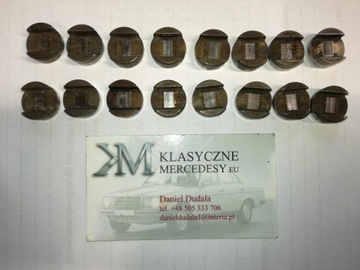 KM KLASYCZNE
MERCEDESY.EU
Daniel Dudała
tel. +48 505 333 706
danieldudala1@interia.pl